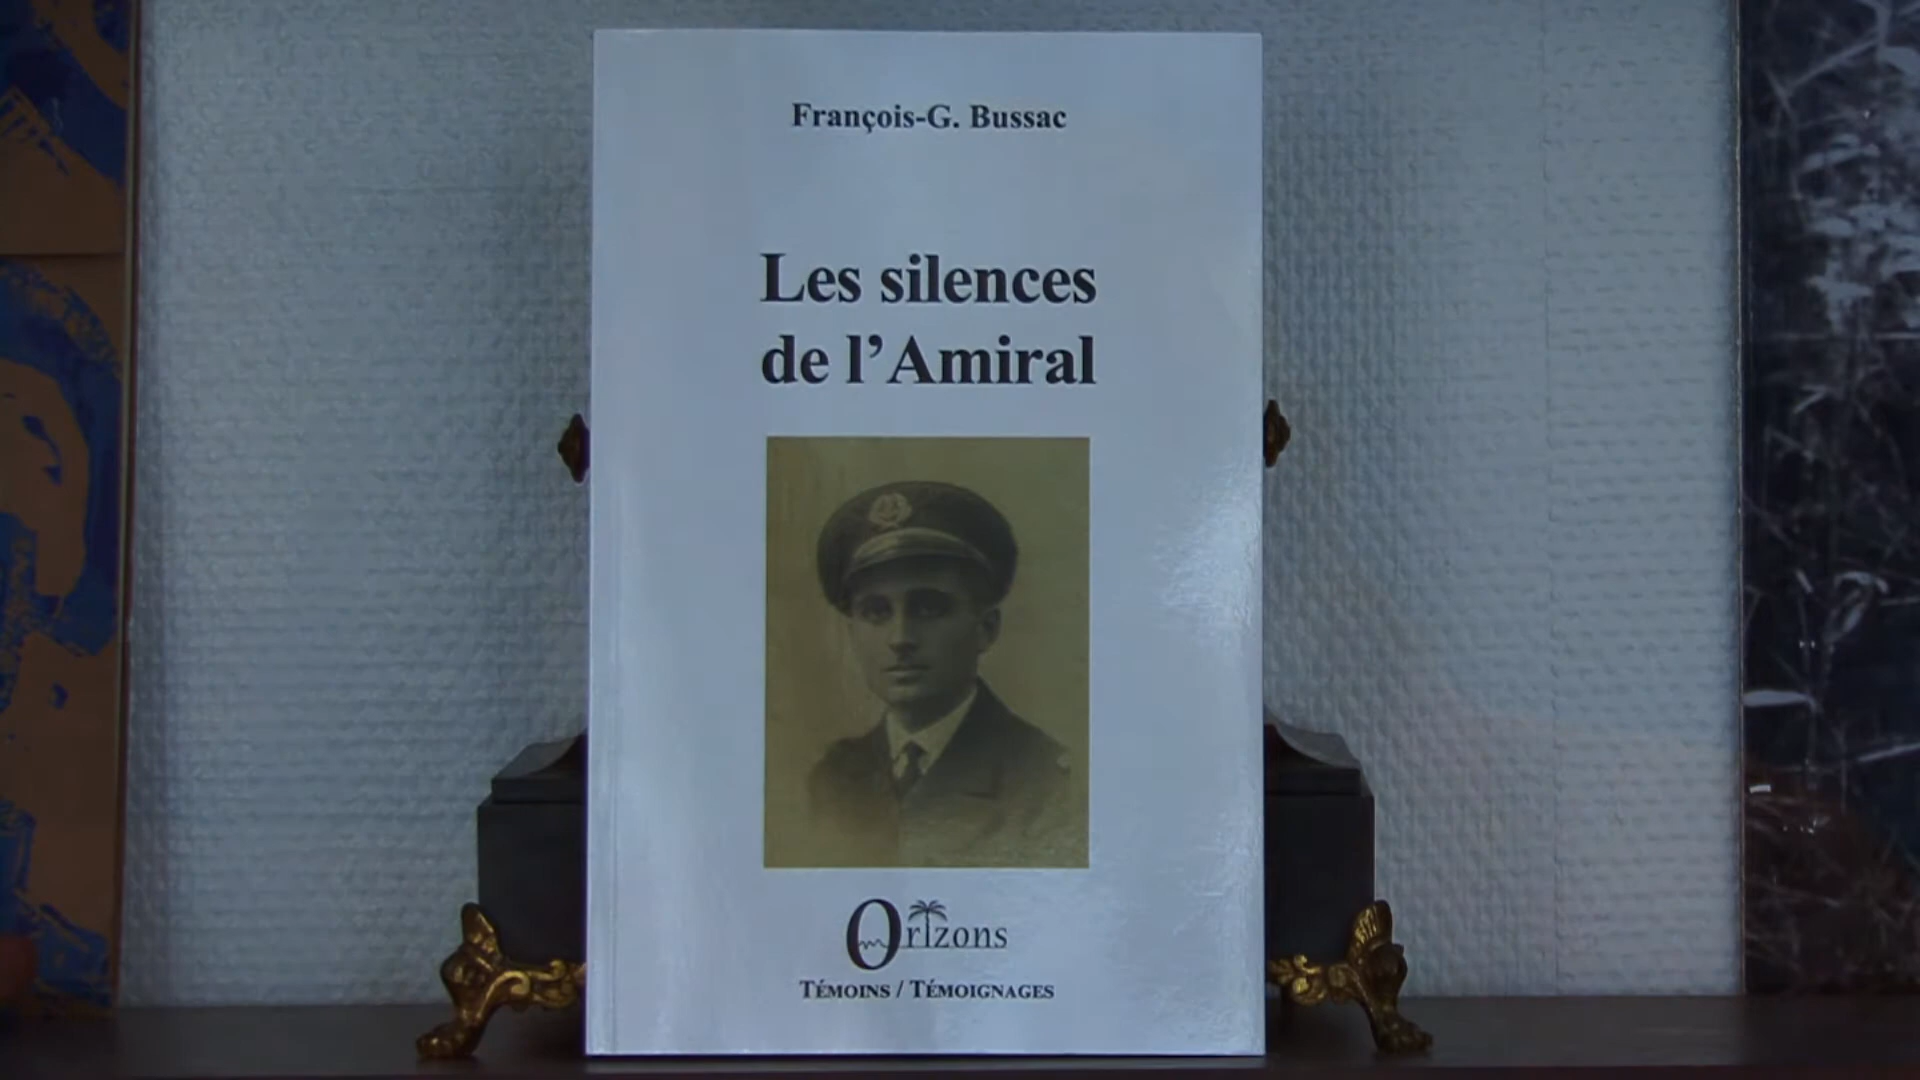 François-G. Bussac
Les silences
de l’Amiral
Orizons
TÉMOINS / TÉMOIGNAGES